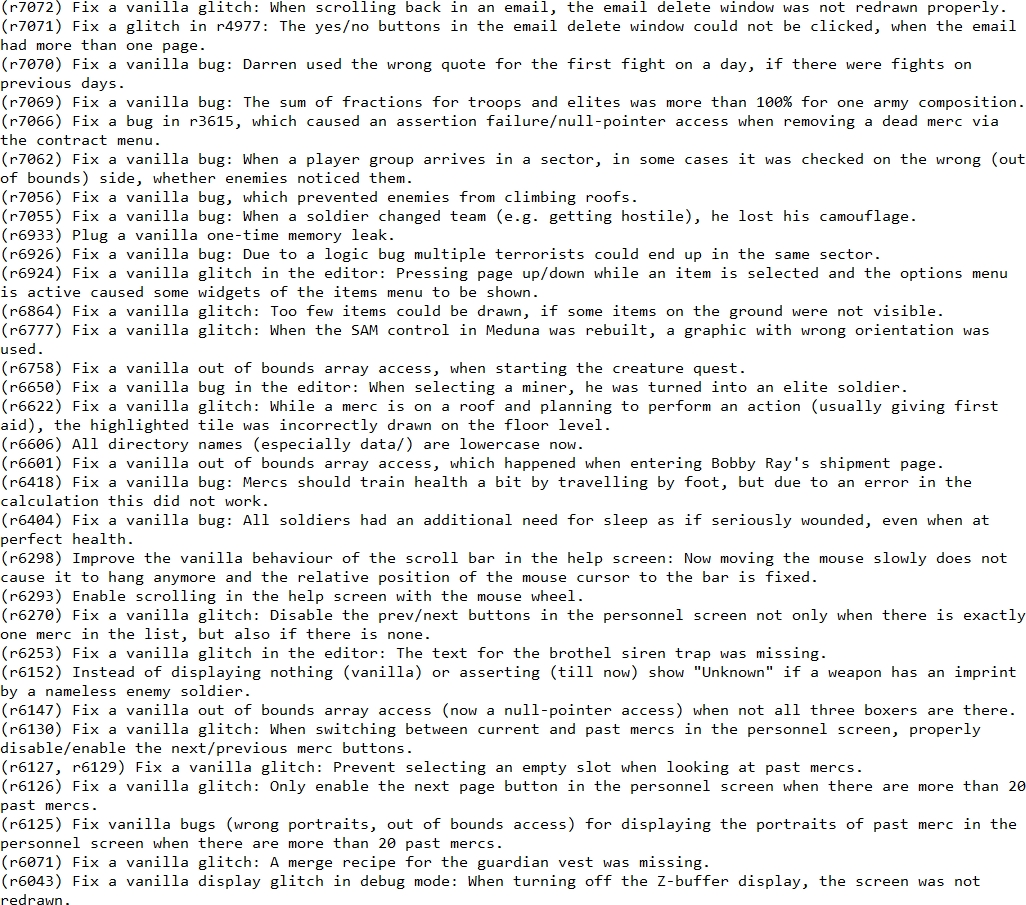 (r7072) Fix a vanilla glitch: When scrolling back in an email, the email delete window was not redrawn properly.
(r7071) Fix a glitch in r4977: The yes/no buttons in the email delete window could not be clicked, when the email
had more than one page.
(r7070) Fix a vanilla bug: Darren used the wrong quote for the first fight on a day, if there were fights on
previous days.
(r7069) Fix a vanilla bug: The sum of fractions for troops and elites was more than 100% for one army composition.
(r7066) Fix a bug in r3615, which caused an assertion failure/null-pointer access when removing a dead merc via
the contract menu.
(r7062) Fix a vanilla bug: When a player group arrives in a sector, in some cases it was checked on the wrong (out
of bounds) side, whether enemies noticed them.
(r7056) Fix a vanilla bug, which prevented enemies from climbing roofs.
(r7055) Fix a vanilla bug: When a soldier changed team (e.g. getting hostile), he lost his camouflage.
(r6933) Plug a vanilla one-time memory leak.
(r6926) Fix a vanilla bug: Due to a logic bug multiple terrorists could end up in the same sector.
(r6924) Fix a vanilla glitch in the editor: Pressing page up/down while an item is selected and the options menu
is active caused some widgets of the items menu to be shown.
(r6864) Fix a vanilla glitch: Too few items could be drawn, if some items on the ground were not visible.
(r6777) Fix a vanilla glitch: When the SAM control in Meduna was rebuilt, a graphic with wrong orientation was
used.
(r6758) Fix a vanilla out of bounds array access, when starting the creature quest.
(r6650) Fix a vanilla bug in the editor: When selecting a miner, he was turned into an elite soldier.
(r6622) Fix a vanilla glitch: While a merc is on a roof and planning to perform an action (usually giving first
aid), the highlighted tile was incorrectly drawn on the floor level.
(r6606) All directory names (especially data/) are lowercase now.
(r6601) Fix a vanilla out of bounds array access, which happened when entering Bobby Ray's shipment page.
(r6418) Fix a vanilla bug: Mercs should train health a bit by travelling by foot, but due to an error in the
calculation this did not work.
(r6404) Fix a vanilla bug: All soldiers had an additional need for sleep as if seriously wounded, even when at
perfect health.
(r6298) Improve the vanilla behaviour of the scroll bar in the help screen: Now moving the mouse slowly does not
cause it to hang anymore and the relative position of the mouse cursor to the bar is fixed.
(r6293) Enable scrolling in the help screen with the mouse wheel.
(r6270) Fix a vanilla glitch: Disable the prev/next buttons in the personnel screen not only when there is exactly
one merc in the list, but also if there is none.
(r6253) Fix a vanilla glitch in the editor: The text for the brothel siren trap was missing.
(r6152) Instead of displaying nothing (vanilla) or asserting (till now) show "Unknown" if a weapon has an imprint
by a nameless enemy soldier.
(r6147) Fix a vanilla out of bounds array access (now a null-pointer access) when not all three boxers are there.
(r6130) Fix a vanilla glitch: When switching between current and past mercs in the personnel screen, properly
disable/enable the next/previous merc buttons.
(r6127, r6129) Fix a vanilla glitch: Prevent selecting an empty slot when looking at past mercs.
(r6126) Fix a vanilla glitch: Only enable the next page button in the personnel screen when there are more than 20
past mercs.
(r6125) Fix vanilla bugs (wrong portraits, out of bounds access) for displaying the portraits of past merc in the
personnel screen when there are more than 20 past mercs.
(r6071) Fix a vanilla glitch: A merge recipe for the guardian vest was missing.
(r6043) Fix a vanilla display glitch in debug mode: When turning off the Z-buffer display, the screen was not
redrawn.